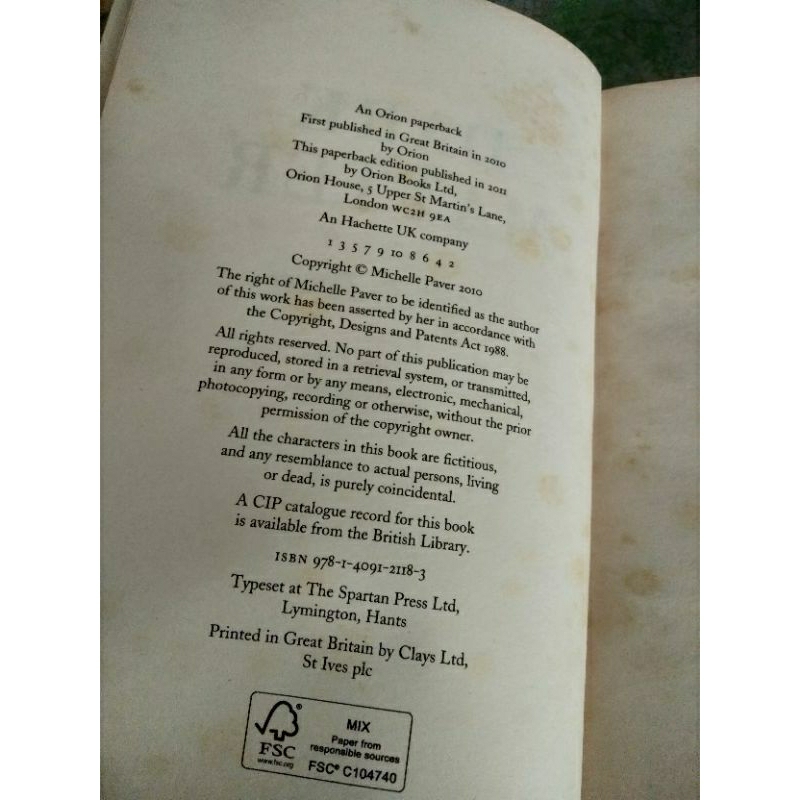 An Orion paperback
First published in Great Britain in 2010
by Orion
This paperback edition published in 2011
by Orion Books Ltd,
Orion House, 5 Upper St Martin's Lane,
London WC2H 9EA
An Hachette UK company
1 3 5 7 9 10 8 6 4 2
Copyright © Michelle Paver 2010
The right of Michelle Paver to be identified as the author
of this work has been asserted by her in accordance with
the Copyright, Designs and Patents Act 1988.
All rights reserved. No part of this publication may be
reproduced, stored in a retrieval system, or transmitted,
in any form or by any means, electronic, mechanical,
photocopying, recording or otherwise, without the prior
permission of the copyright owner.
All the characters in this book are fictitious,
and any resemblance to actual persons, living
or dead, is purely coincidental.
A CIP catalogue record for this book
is available from the British Library.
ISBN 978-1-4091-2118-3
Typeset at The Spartan Press Ltd,
Lymington, Hants
Printed in Great Britain by Clays Ltd,
St Ives plc
FSC
www.fsc.org
MIX
Paper from
responsible sources
FSC® C104740